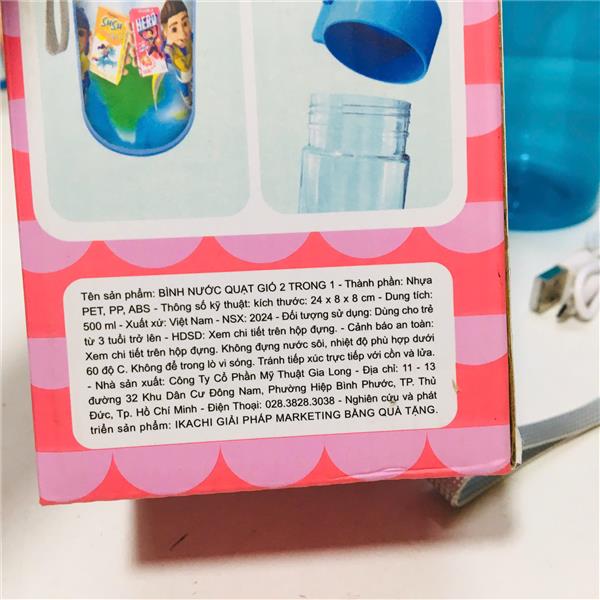 SuSu
HERO
Tên sản phẩm: BÌNH NƯỚC QUẠT GIÓ 2 TRONG 1 - Thành phần: Nhựa
PET, PP, ABS - Thông số kỹ thuật: kích thước: 24 x 8 x 8 cm - Dung tích:
500 ml - Xuất xứ: Việt Nam - NSX: 2024 - Đối tượng sử dụng: Dùng cho trẻ
từ 3 tuổi trở lên - HDSD: Xem chi tiết trên hộp đựng. - Cảnh báo an toàn:
Xem chi tiết trên hộp đựng. Không đựng nước sôi, nhiệt độ phù hợp dưới
60 độ C. Không để trong lò vi sóng. Tránh tiếp xúc trực tiếp với cồn và lửa.
- Nhà sản xuất: Công Ty Cổ Phần Mỹ Thuật Gia Long - Địa chỉ: 11 - 13
đường 32 Khu Dân Cư Đông Nam, Phường Hiệp Bình Phước, TP. Thủ
Đức, Tp. Hồ Chí Minh - Điện Thoại: 028.3828.3038 - Nghiên cứu và phát
triển sản phẩm: IKACHI GIẢI PHÁP MARKETING BẰNG QUÀ TẶNG.